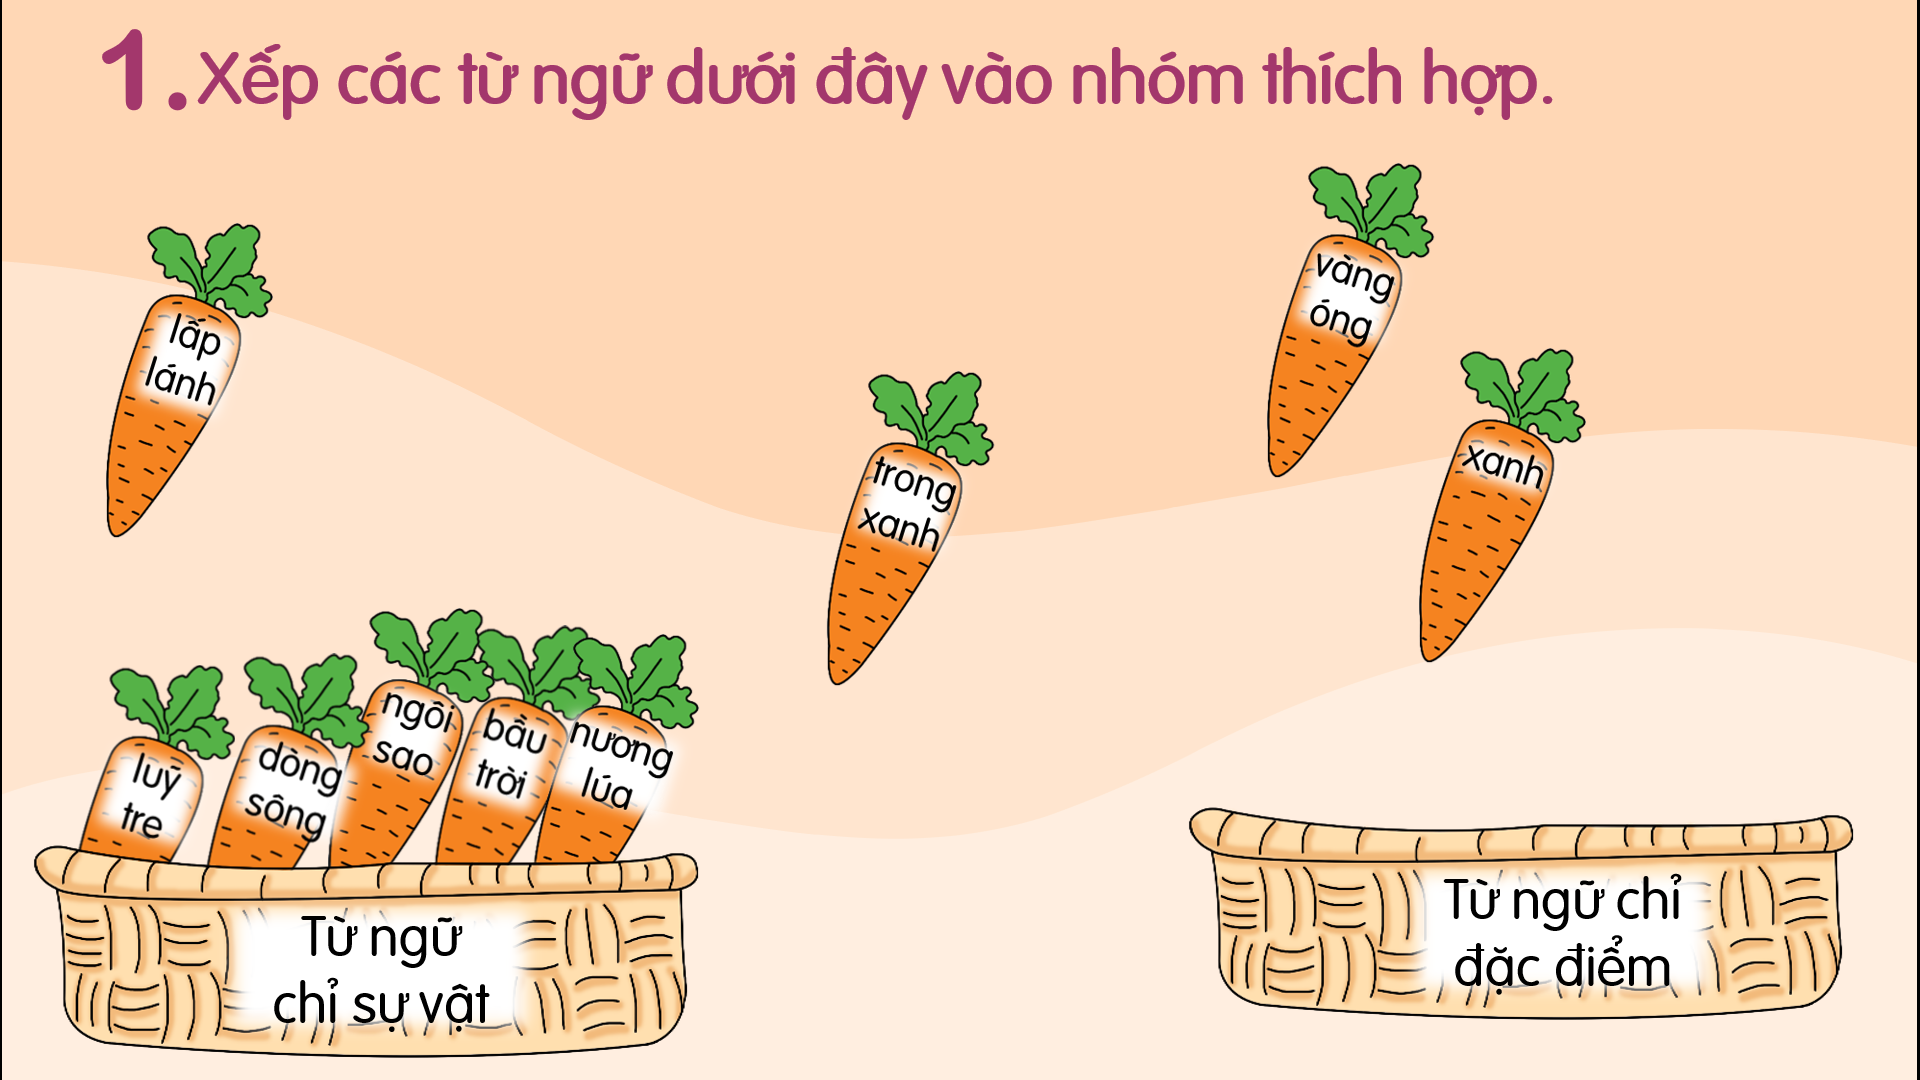 1. Xếp các từ ngữ dưới đây vào nhóm thích hợp.
lấp
lánh
trong
xanh
vàng
óng
xanh
luỹ
tre
dòng
sông
ngôi
sao
bầu
trời
nương
lúa
Từ ngữ
chỉ sự vật
Từ ngữ chỉ
đặc điểm